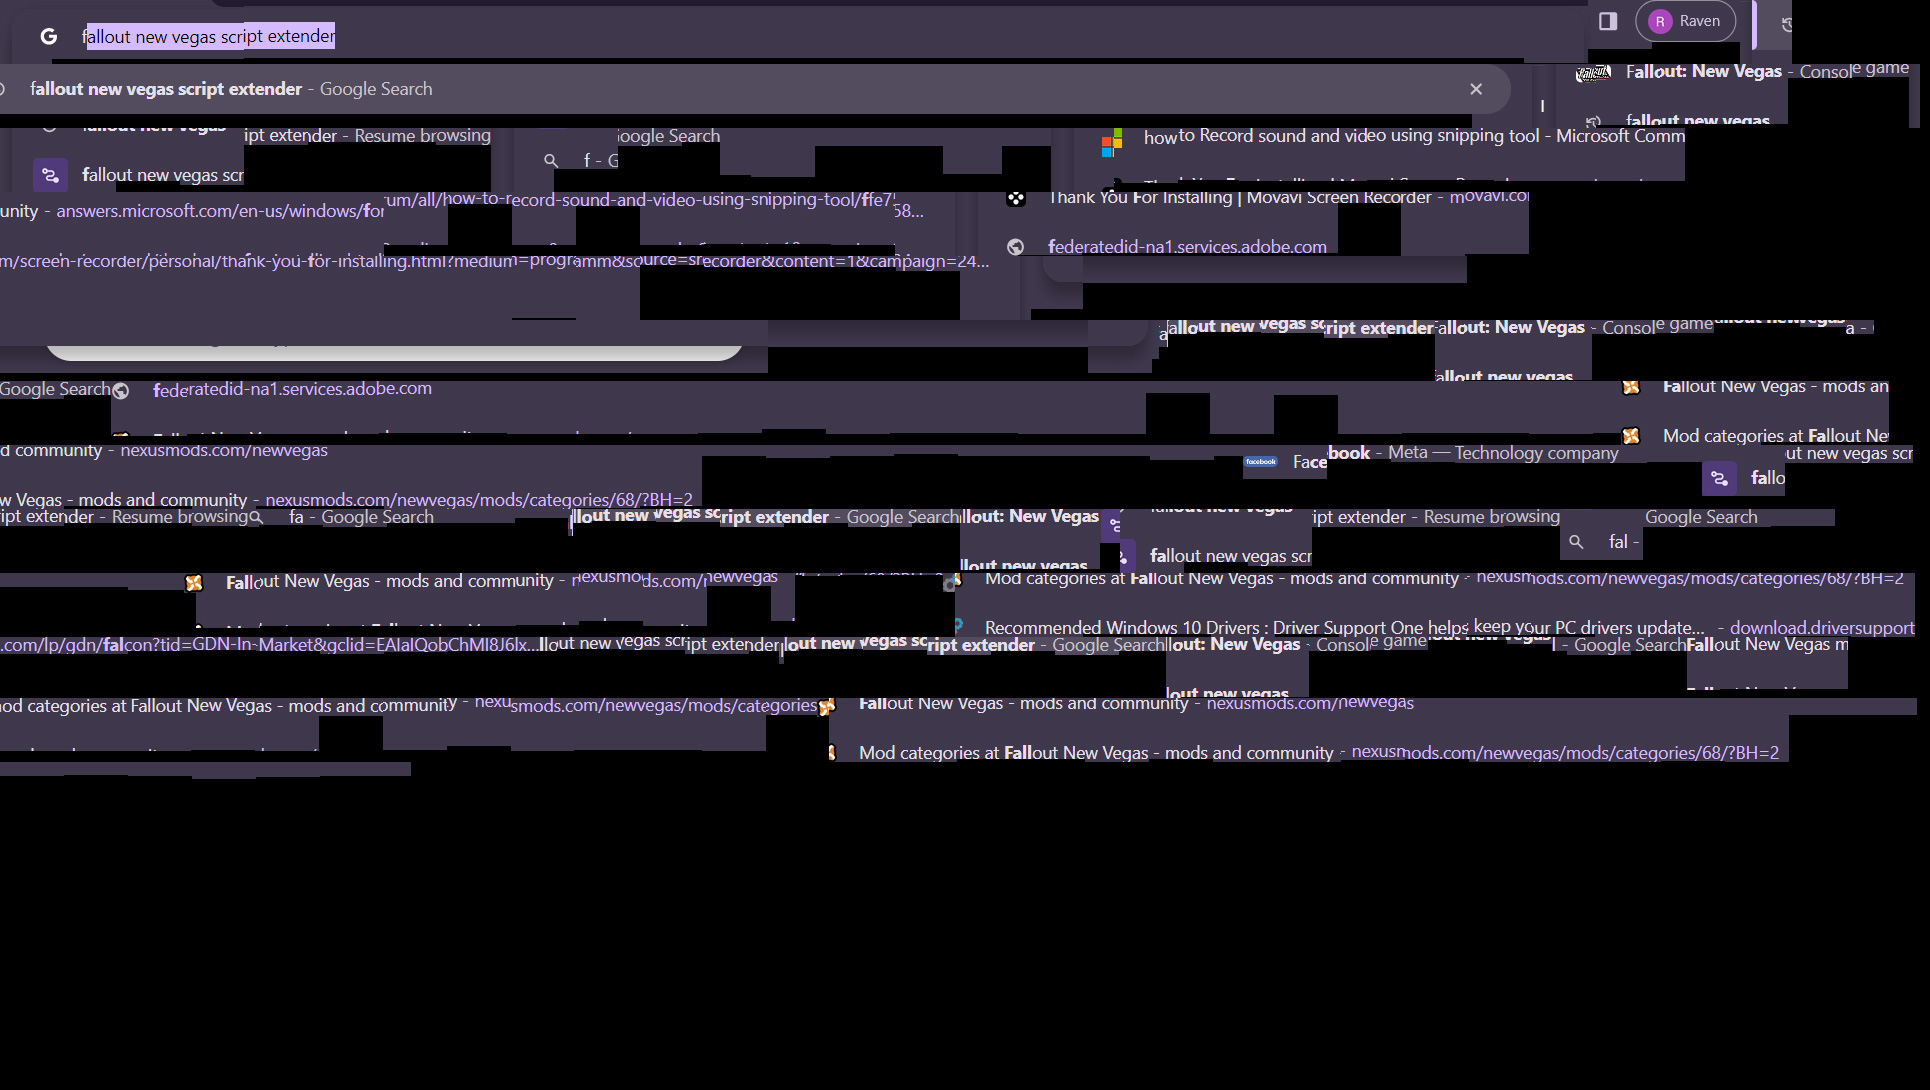 fallout new vegas script extender
R Raven
fallout new vegas script extender - Google Search
Fallout: New Vegas - Console game
fallout new vegas
fallout new vegas
ipt extender - Resume browsing
Google Search
how to Record sound and video using snipping tool - Microsoft Comm
f - G
fallout new vegas scr
unity - answers.microsoft.com/en-us/windows/for
rum/all/how-to-record-sound-and-video-using-snipping-tool/ffe7
58...
Thank You For Installing | Movavi Screen Recorder - movavi.co
federatedid-na1.services.adobe.com
m/screen-recorder/personal/thank-you-for-installing.html?medium=programm&source=srecorder&content=1&campaign=24...
a
allout new vegas script extender
allout: New Vegas - Console game
a -
allout new vegas
Google Search
federatedid-na1.services.adobe.com
Fallout New Vegas - mods an
Mod categories at Fallout Ne
d community - nexusmods.com/newvegas
Facebook - Meta — Technology company
out new vegas scr
fallo
w Vegas - mods and community - nexusmods.com/newvegas/mods/categories/68/?BH=2
ipt extender - Resume browsing
fa - Google Search
llout new vegas script extender - Google Search
llout: New Vegas
ipt extender - Resume browsing
Google Search
fal -
llout new vegas
fallout new vegas scr
Fallout New Vegas - mods and community - nexusmods.com/newvegas
Mod categories at Fallout New Vegas - mods and community - nexusmods.com/newvegas/mods/categories/68/?BH=2
Recommended Windows 10 Drivers : Driver Support One helps keep your PC drivers update... - download.driversupport
.com/lp/gdn/falcon?tid=GDN-In-Market&gclid=EAIaIQobChMI8J6lx...
llout new vegas script extender
lout new vegas script extender - Google Search
llout: New Vegas - Console game
l - Google Search
Fallout New Vegas m
lout new vegas
od categories at Fallout New Vegas - mods and community - nexusmods.com/newvegas/mods/categories
Fallout New Vegas - mods and community - nexusmods.com/newvegas
Mod categories at Fallout New Vegas - mods and community - nexusmods.com/newvegas/mods/categories/68/?BH=2